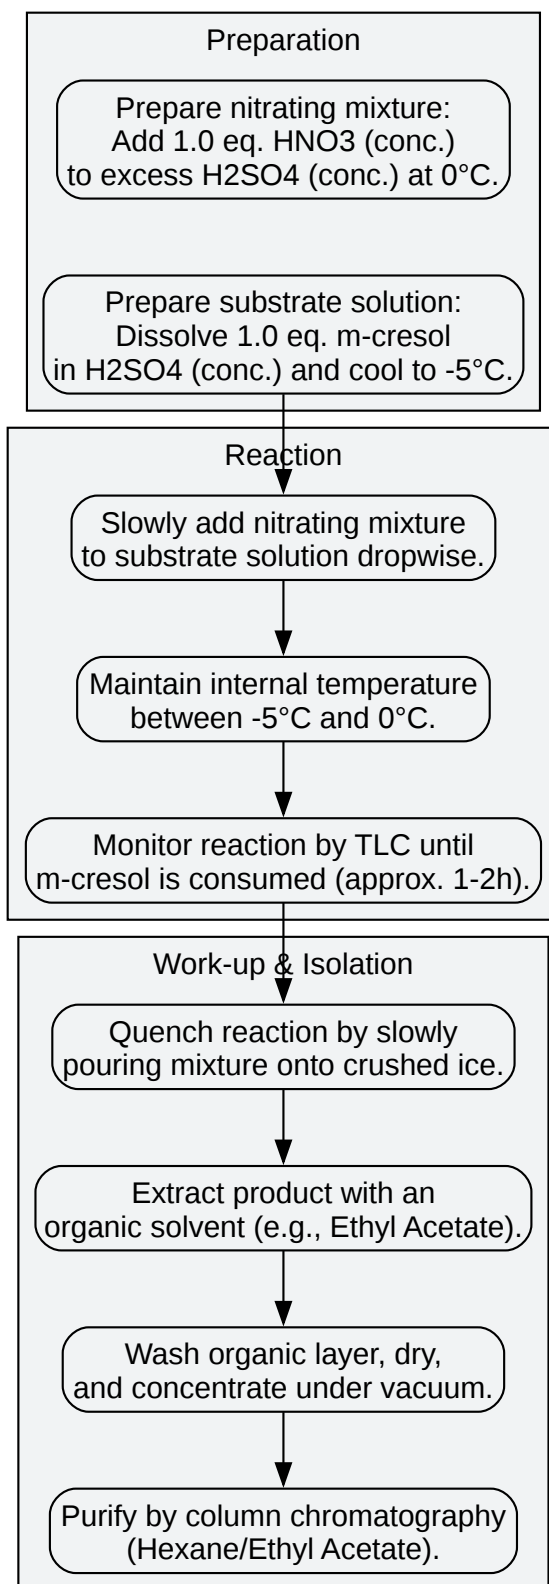 Preparation
Prepare nitrating mixture:
Add 1.0 eq. HNO3 (conc.)
to excess H2SO4 (conc.) at 0°C.
Prepare substrate solution:
Dissolve 1.0 eq. m-cresol
in H2SO4 (conc.) and cool to -5°C.
Reaction
Slowly add nitrating mixture
to substrate solution dropwise.
Maintain internal temperature
between -5°C and 0°C.
Monitor reaction by TLC until
m-cresol is consumed (approx. 1-2h).
Work-up & Isolation
Quench reaction by slowly
pouring mixture onto crushed ice.
Extract product with an
organic solvent (e.g., Ethyl Acetate).
Wash organic layer, dry,
and concentrate under vacuum.
Purify by column chromatography
(Hexane/Ethyl Acetate).